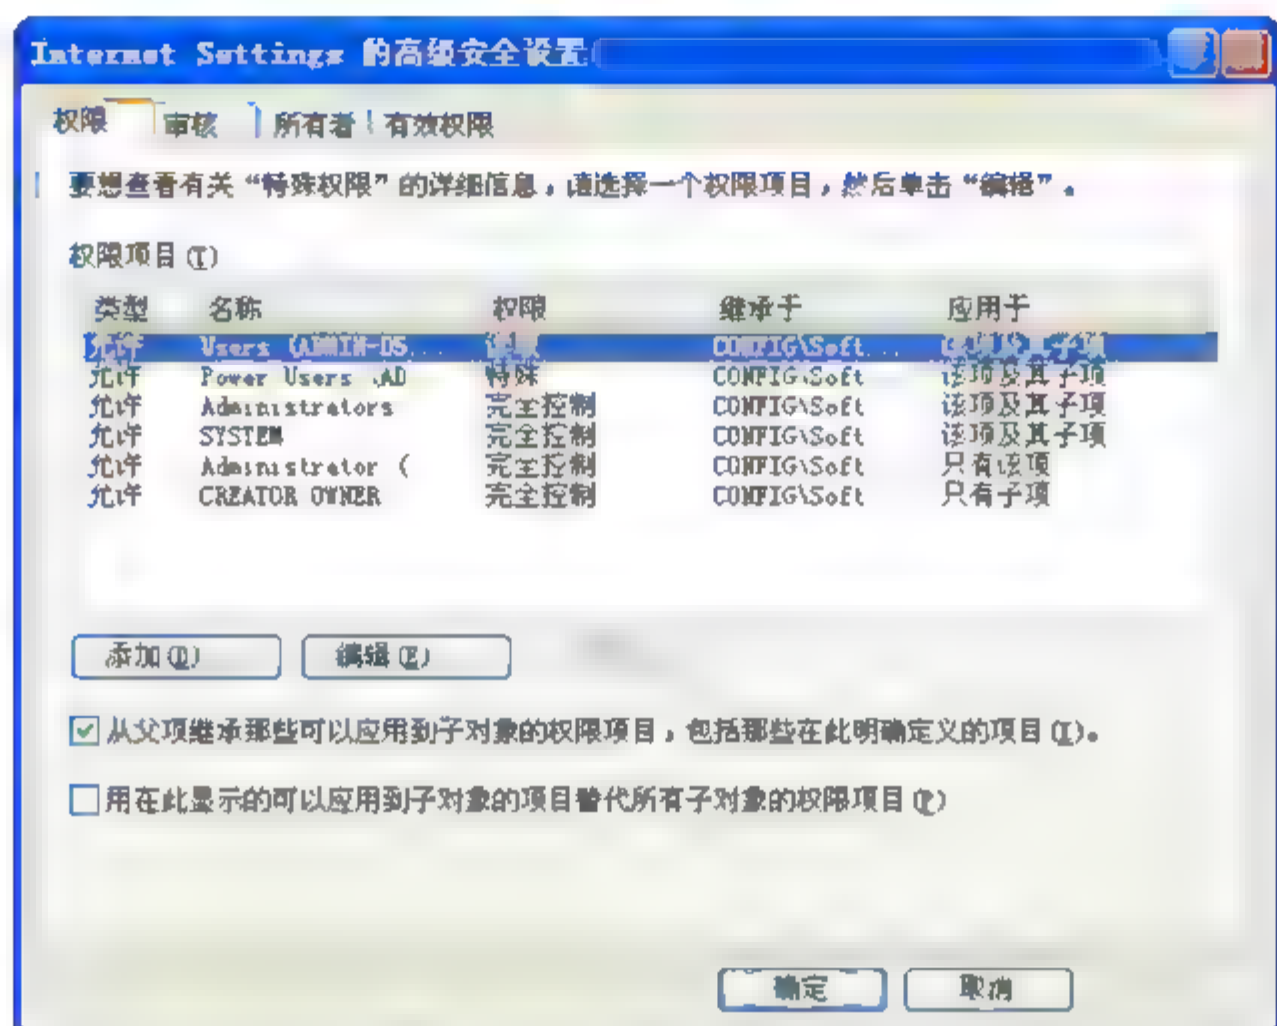 Internet Settings 的高级安全设置
权限 审核 所有者 有效权限
要想查看有关“特殊权限”的详细信息，请选择一个权限项目，然后单击“编辑”。
权限项目(T)
类型 名称 权限 继承于 应用于
允许 Users (ADMIN-DS... CONFIG\Soft...
允许 Power Users (AD 特殊 CONFIG\Soft 该项及其子项
允许 Administrators 完全控制 CONFIG\Soft 该项及其子项
允许 SYSTEM 完全控制 CONFIG\Soft 该项及其子项
允许 Administrator ( 完全控制 CONFIG\Soft 只有该项
允许 CREATOR OWNER 完全控制 CONFIG\Soft 只有子项
添加(D) 编辑(E)
从父项继承那些可以应用到子对象的权限项目，包括那些在此明确定义的项目(I)。
用在此显示的可以应用到子对象的项目替代所有子对象的权限项目(P)
确定 取消